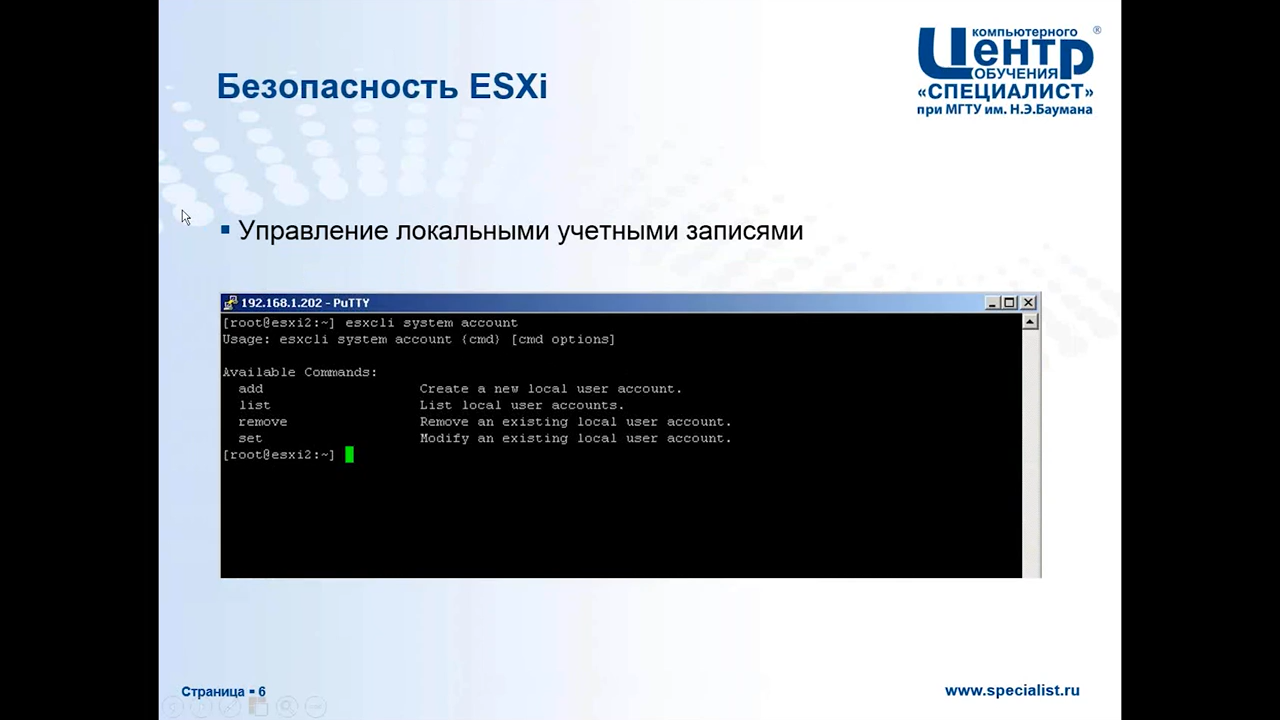 Безопасность ESXi
компьютерного
Центр
ОБУЧЕНИЯ
«СПЕЦИАЛИСТ»
при МГТУ им. Н.Э.Баумана
®
Управление локальными учетными записями
192.168.1.202 - PuTTY
[root@esxi2:~] esxcli system account
Usage: esxcli system account {cmd} [cmd options]
Available Commands:
add Create a new local user account.
list List local user accounts.
remove Remove an existing local user account.
set Modify an existing local user account.
[root@esxi2:~]
Страница ▪ 6
www.specialist.ru